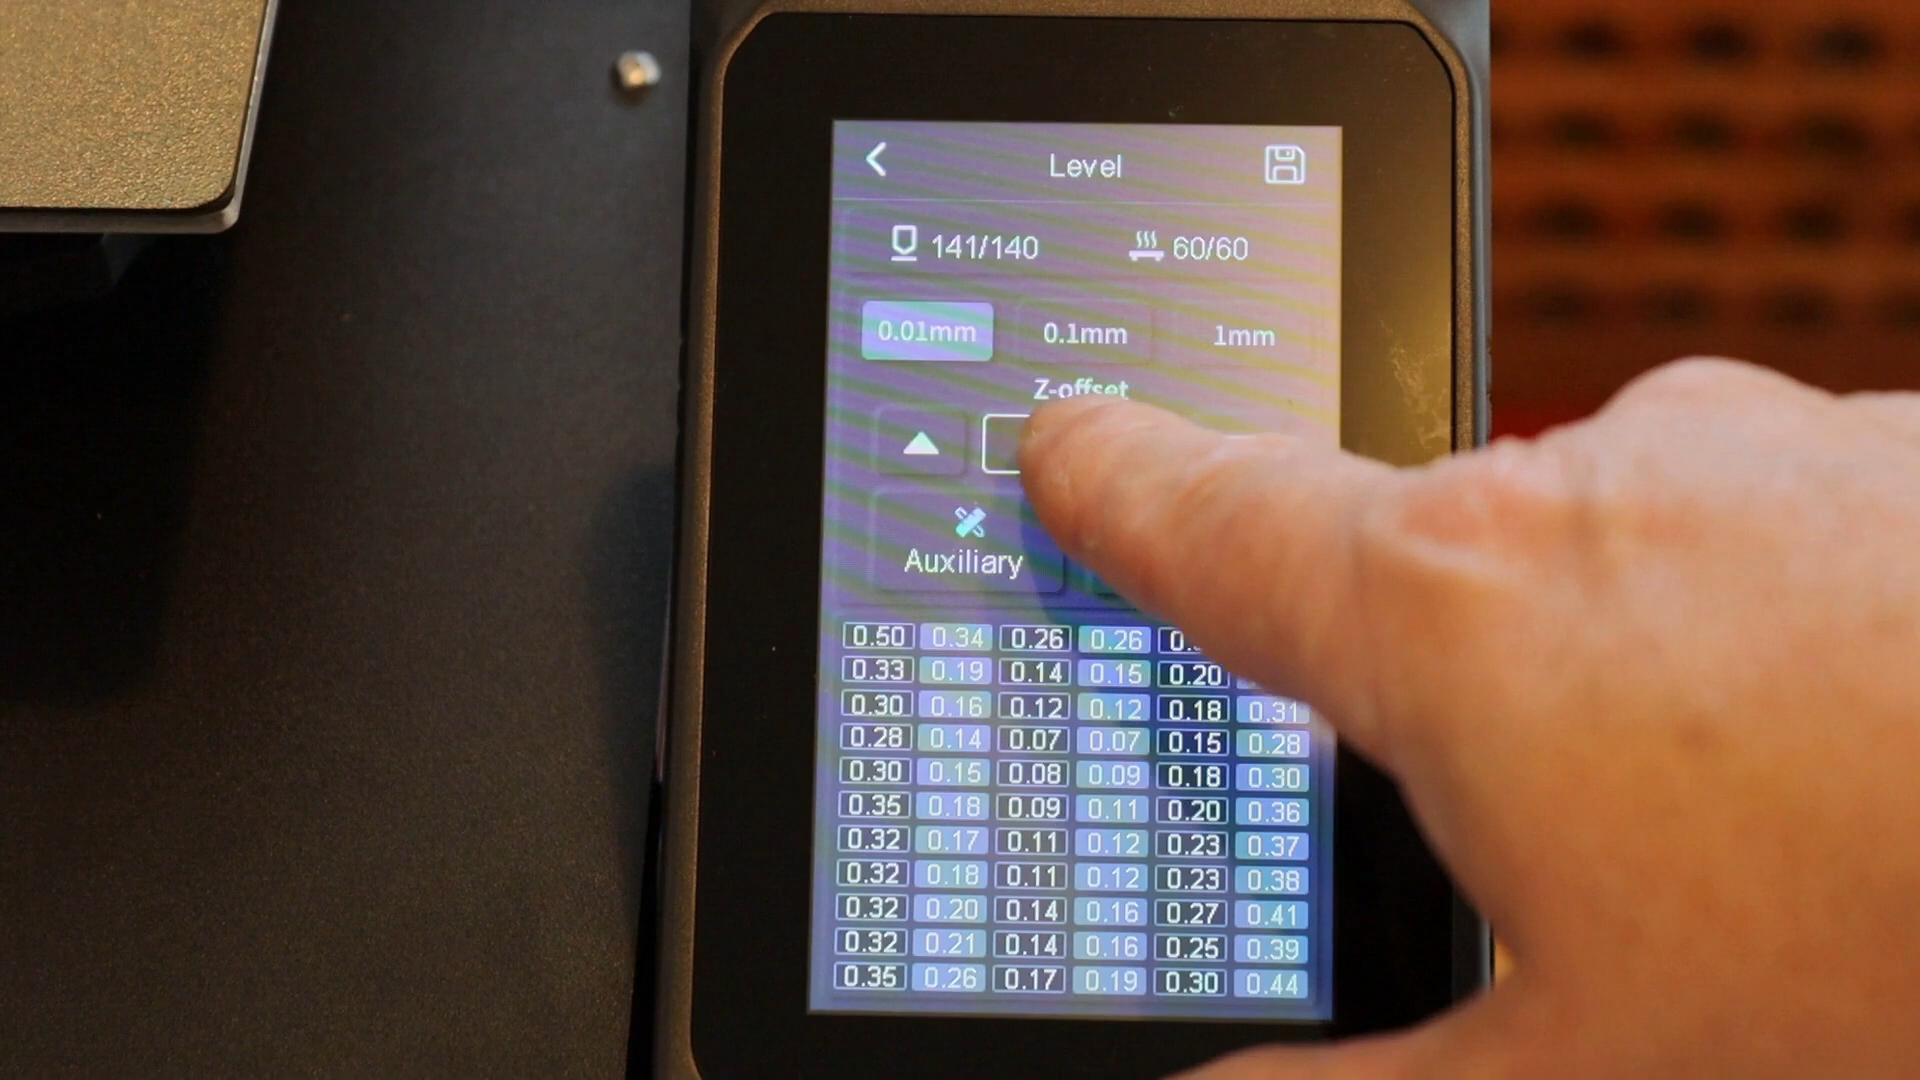 Level
141/140 60/60
0.01mm 0.1mm 1mm
Z-offset
Auxiliary
0.50 0.34 0.26 0.26
0.33 0.19 0.14 0.15 0.20
0.30 0.16 0.12 0.12 0.18 0.31
0.28 0.14 0.07 0.07 0.15 0.28
0.30 0.15 0.08 0.09 0.18 0.30
0.35 0.18 0.09 0.11 0.20 0.36
0.32 0.17 0.11 0.12 0.23 0.37
0.32 0.18 0.11 0.12 0.23 0.38
0.32 0.20 0.14 0.16 0.27 0.41
0.32 0.21 0.14 0.16 0.25 0.39
0.35 0.26 0.17 0.19 0.30 0.44